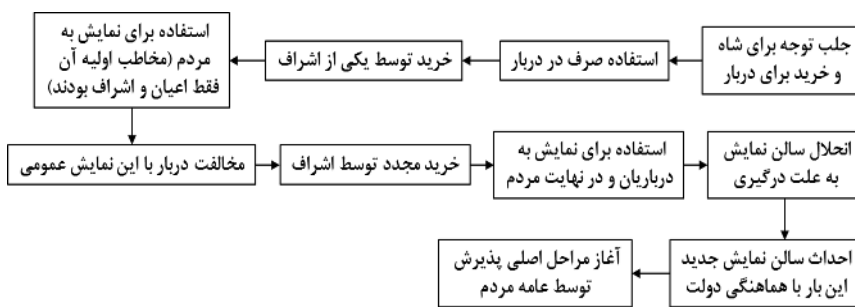 جلب توجه برای شاه
و خرید برای دربار
استفاده صرف در دربار
خرید توسط یکی از اشراف
استفاده برای نمایش به
مردم (مخاطب اولیه آن
فقط اعیان و اشراف بودند)
مخالفت دربار با این نمایش عمومی
خرید مجدد توسط اشراف
استفاده برای نمایش به
درباریان و در نهایت مردم
انحلال سالن نمایش
به علت درگیری
احداث سالن نمایش جدید
این بار با هماهنگی دولت
آغاز مراحل اصلی پذیرش
توسط عامه مردم